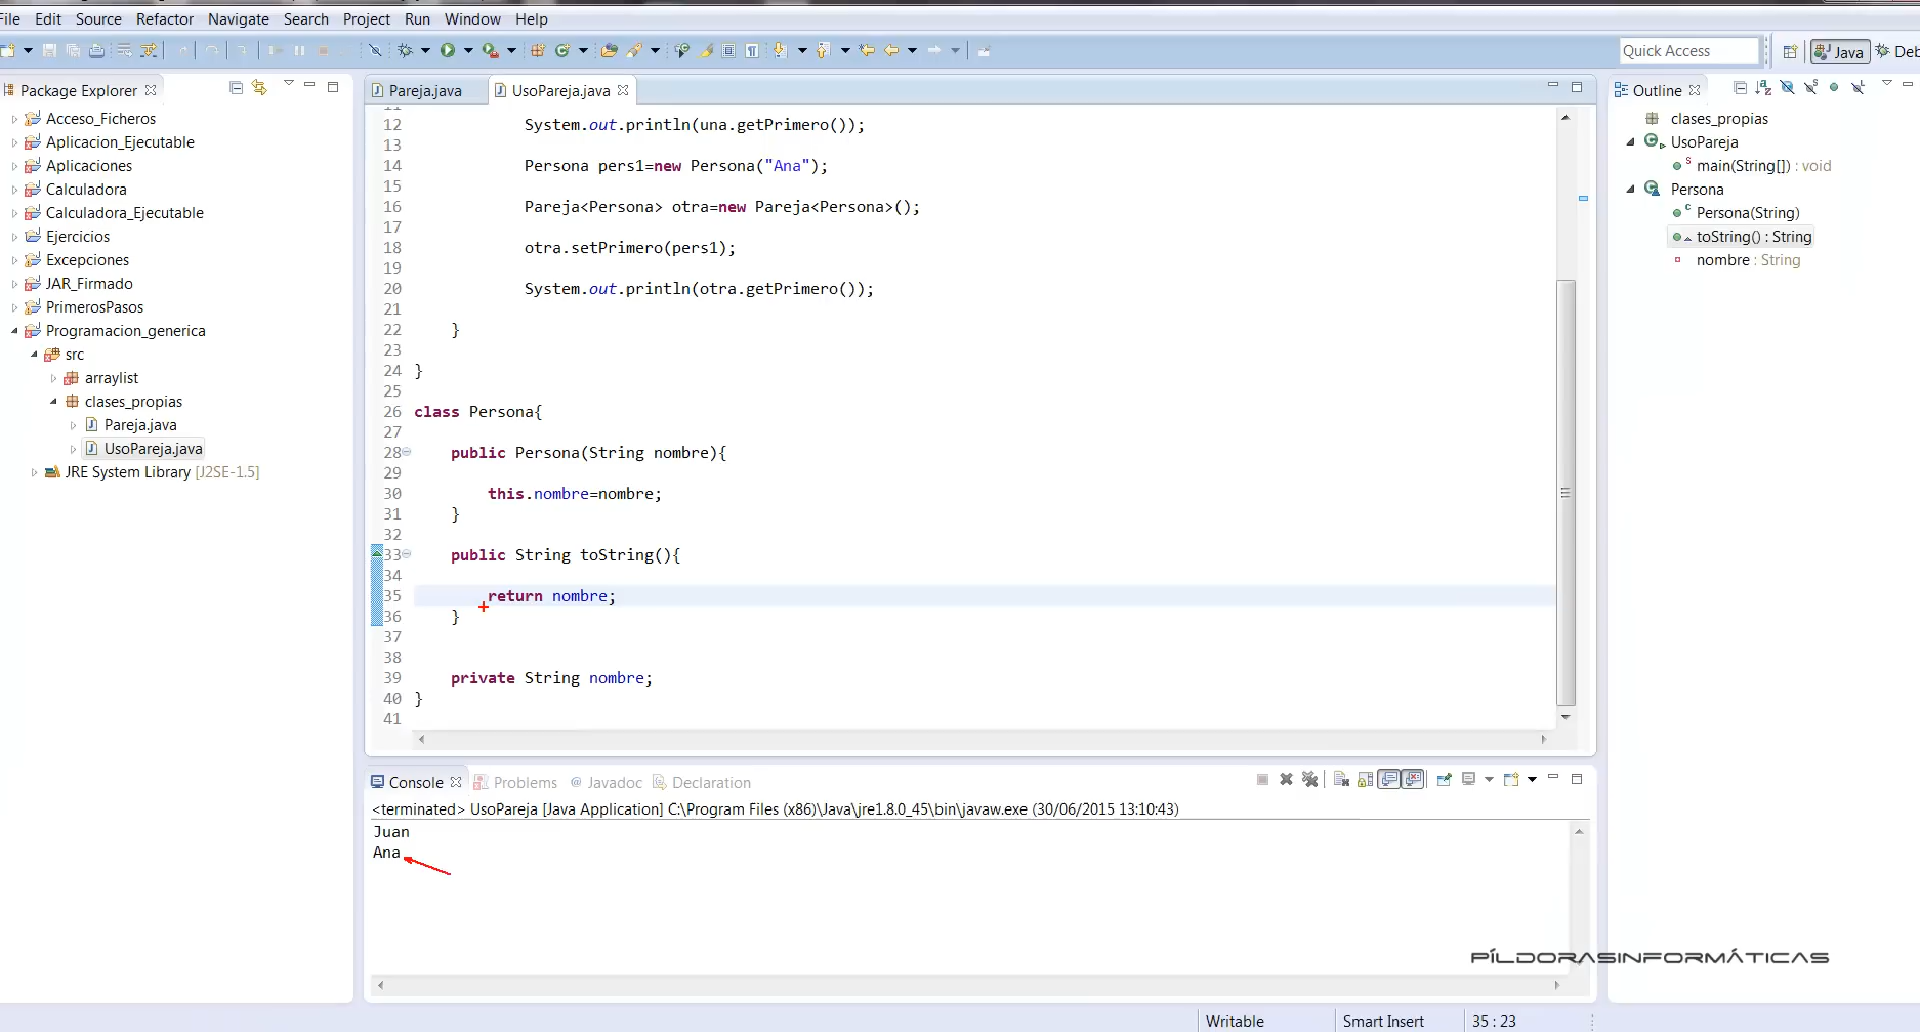 File Edit Source Refactor Navigate Search Project Run Window Help
Quick Access
Java
Deb
Package Explorer
Acceso_Ficheros
Aplicacion_Ejecutable
Aplicaciones
Calculadora
Calculadora_Ejecutable
Ejercicios
Excepciones
JAR_Firmado
PrimerosPasos
Programacion_generica
src
arraylist
clases_propias
Pareja.java
UsoPareja.java
JRE System Library [J2SE-1.5]
Pareja.java UsoPareja.java
11
12 System.out.println(una.getPrimero());
13
14 Persona pers1=new Persona("Ana");
15
16 Pareja<Persona> otra=new Pareja<Persona>();
17
18 otra.setPrimero(pers1);
19
20 System.out.println(otra.getPrimero());
21
22 }
23
24 }
25
26 class Persona{
27
28 public Persona(String nombre){
29
30 this.nombre=nombre;
31 }
32
33 public String toString(){
34
35 return nombre;
36 }
37
38
39 private String nombre;
40 }
41
Outline
clases_propias
UsoPareja
main(String[]) : void
Persona
Persona(String)
toString() : String
nombre : String
Console Problems @ Javadoc Declaration
<terminated> UsoPareja [Java Application] C:\Program Files (x86)\Java\jre1.8.0_45\bin\javaw.exe (30/06/2015 13:10:43)
Juan
Ana
PÍLDORASINFORMÁTICAS
Writable Smart Insert 35 : 23